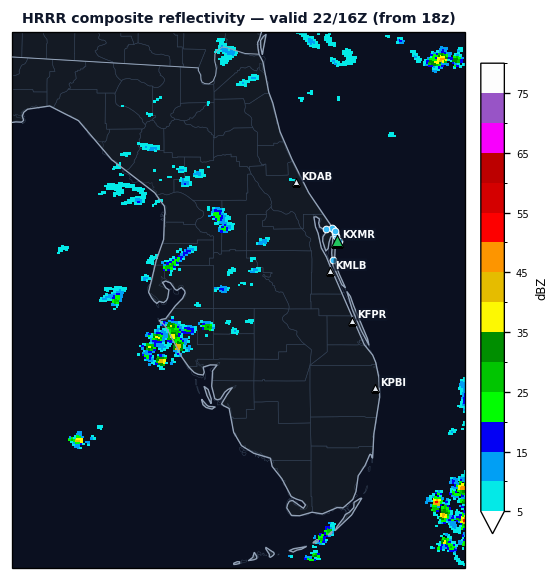 HRRR composite reflectivity — valid 22/16Z (from 18z)
KDAB
KXMR
KMLB
KFPR
KPBI
75
65
55
45
35
25
15
5
dBZ